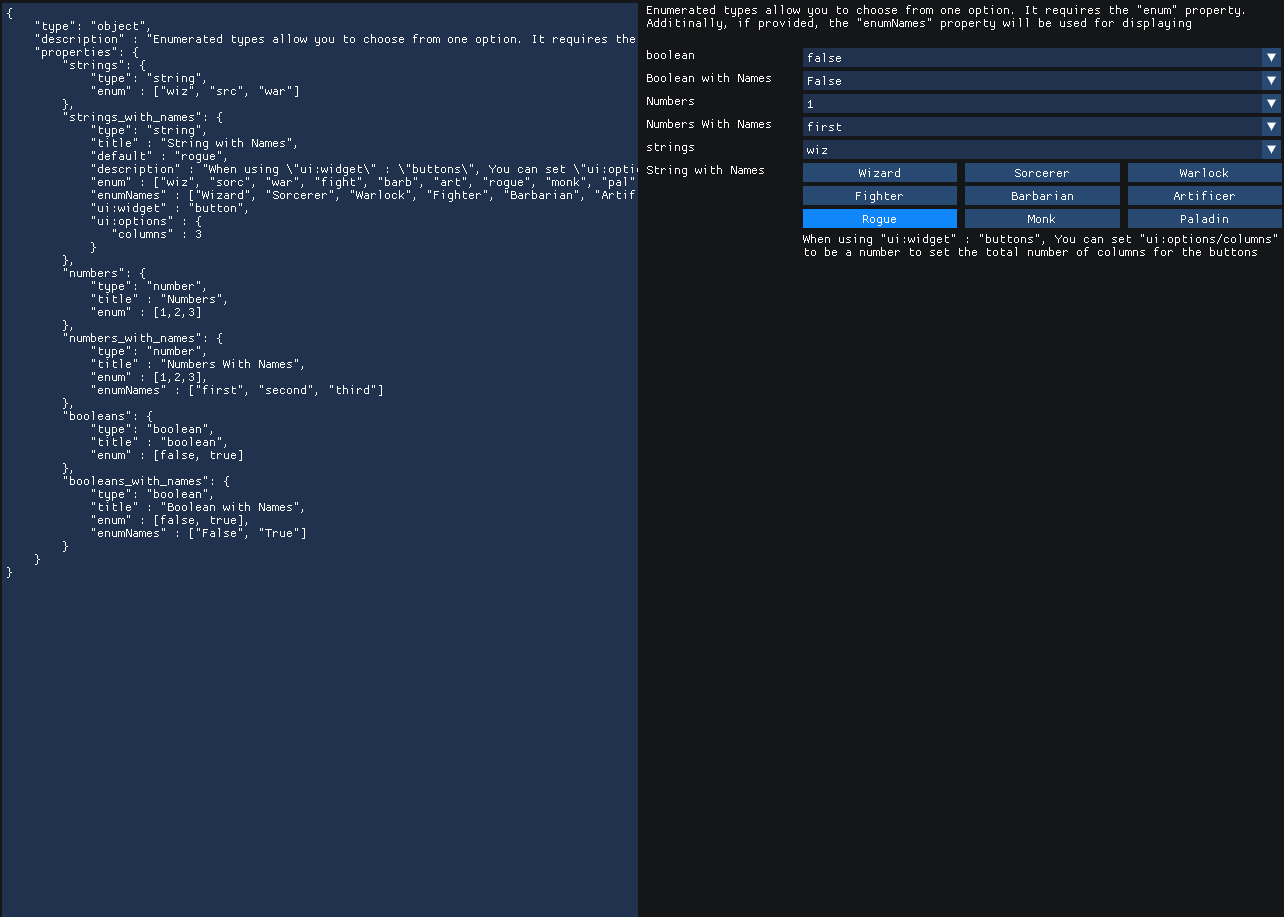 {
    "type": "object",
    "description" : "Enumerated types allow you to choose from one option. It requires the
    "properties": {
        "strings": {
            "type": "string",
            "enum" : ["wiz", "src", "war"]
        },
        "strings_with_names": {
            "type": "string",
            "title" : "String with Names",
            "default" : "rogue",
            "description" : "When using \"ui:widget\" : \"buttons\", You can set \"ui:optio
            "enum" : ["wiz", "sorc", "war", "fight", "barb", "art", "rogue", "monk", "pal"
            "enumNames" : ["Wizard", "Sorcerer", "Warlock", "Fighter", "Barbarian", "Artif
            "ui:widget" : "button",
            "ui:options" : {
               "columns" : 3
            }
        },
        "numbers": {
            "type": "number",
            "title" : "Numbers",
            "enum" : [1,2,3]
        },
        "numbers_with_names": {
            "type": "number",
            "title" : "Numbers With Names",
            "enum" : [1,2,3],
            "enumNames" : ["first", "second", "third"]
        },
        "booleans": {
            "type": "boolean",
            "title" : "boolean",
            "enum" : [false, true]
        },
        "booleans_with_names": {
            "type": "boolean",
            "title" : "Boolean with Names",
            "enum" : [false, true],
            "enumNames" : ["False", "True"]
        }
    }
}
Enumerated types allow you to choose from one option. It requires the "enum" property.
Additinally, if provided, the "enumNames" property will be used for displaying
boolean false
Boolean with Names False
Numbers 1
Numbers With Names first
strings wiz
String with Names Wizard Sorcerer Warlock
Fighter Barbarian Artificer
Rogue Monk Paladin
When using "ui:widget" : "buttons", You can set "ui:options/columns"
to be a number to set the total number of columns for the buttons